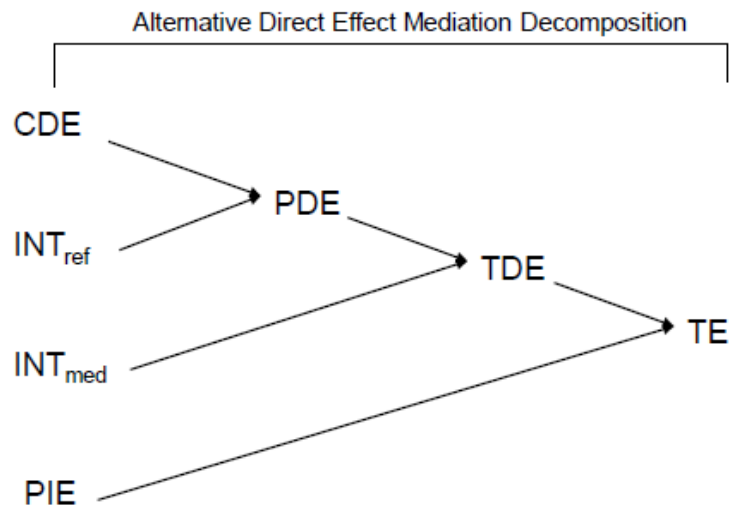 Alternative Direct Effect Mediation Decomposition
CDE
PDE
INTref
TDE
TE
INTmed
PIE